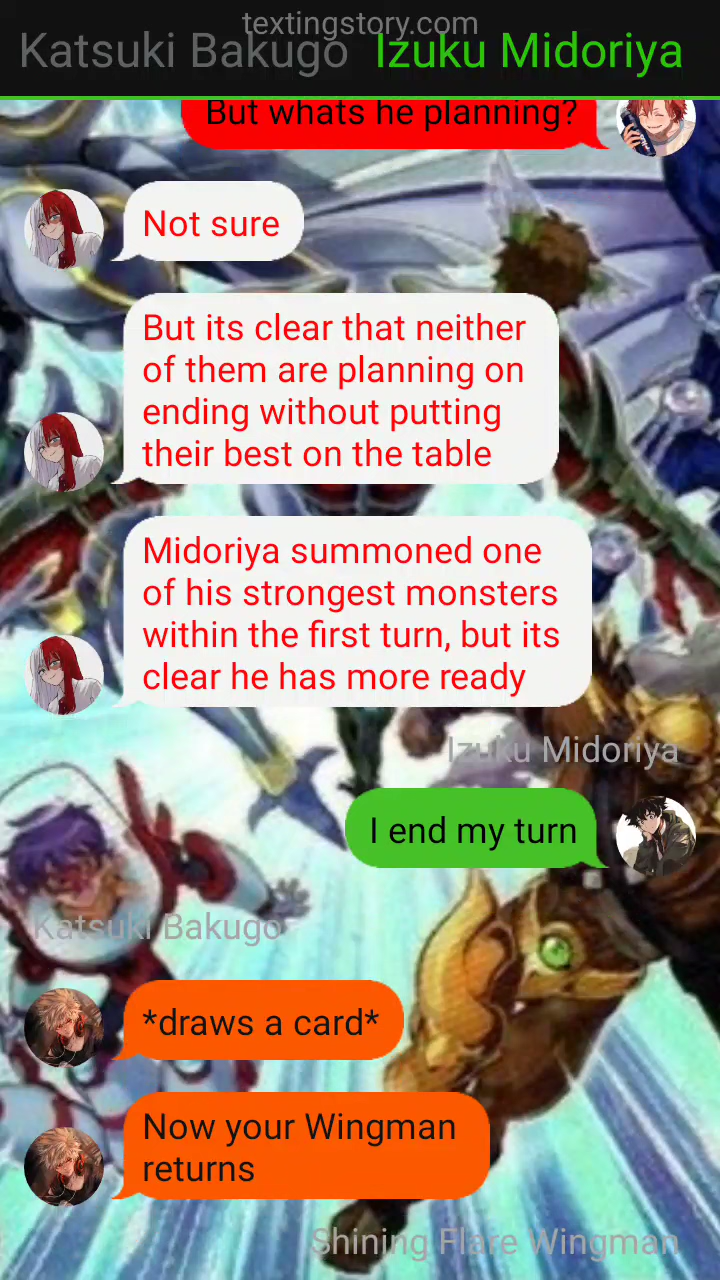 textingstory.com
Katsuki Bakugo Izuku Midoriya
But whats he planning?
Not sure
But its clear that neither
of them are planning on
ending without putting
their best on the table
Midoriya summoned one
of his strongest monsters
within the first turn, but its
clear he has more ready
Izuku Midoriya
I end my turn
Katsuki Bakugo
*draws a card*
Now your Wingman
returns
Shining Flare Wingman